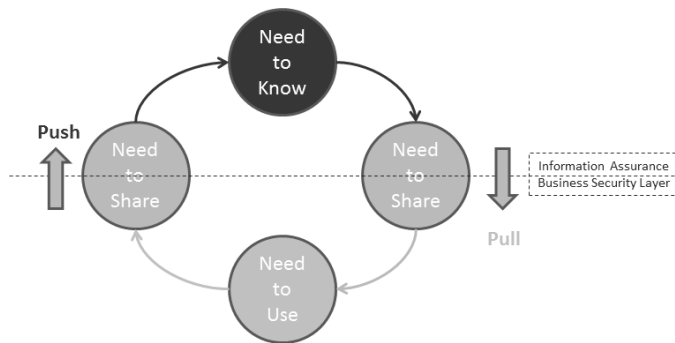 Need
to
Know
Push
Need
to
Share
Need
to
Share
Information Assurance
Business Security Layer
Pull
Need
to
Use